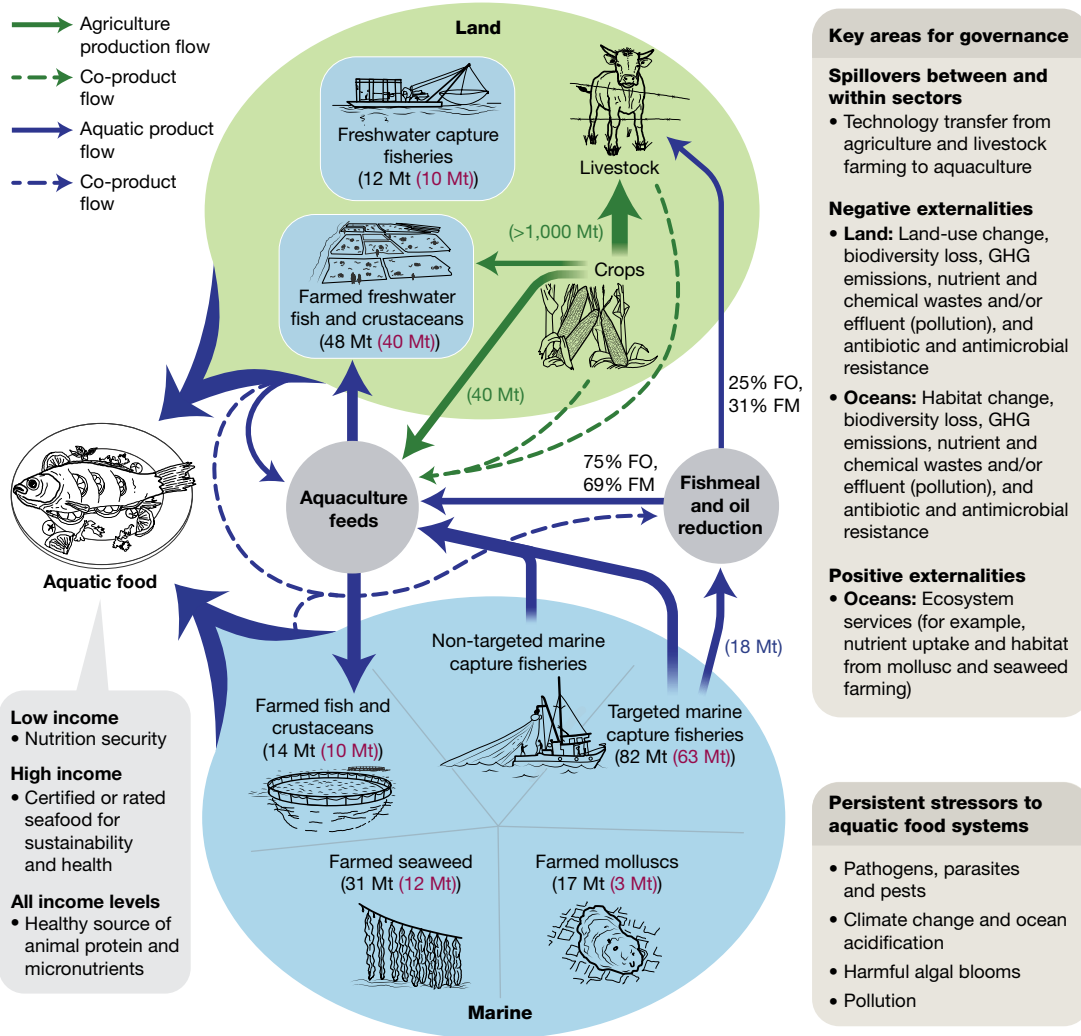 Agriculture
production flow
Co-product
flow
Aquatic product
flow
Co-product
flow
Land
Freshwater capture
fisheries
(12 Mt (10 Mt))
Livestock
(>1,000 Mt)
Crops
Farmed freshwater
fish and crustaceans
(48 Mt (40 Mt))
(40 Mt)
25% FO,
31% FM
75% FO,
69% FM
Aquaculture
feeds
Fishmeal
and oil
reduction
Aquatic food
Non-targeted marine
capture fisheries
(18 Mt)
Farmed fish and
crustaceans
(14 Mt (10 Mt))
Targeted marine
capture fisheries
(82 Mt (63 Mt))
Farmed seaweed
(31 Mt (12 Mt))
Farmed molluscs
(17 Mt (3 Mt))
Marine
Low income
• Nutrition security
High income
• Certified or rated
seafood for
sustainability
and health
All income levels
• Healthy source of
animal protein and
micronutrients
Key areas for governance
Spillovers between and
within sectors
• Technology transfer from
agriculture and livestock
farming to aquaculture
Negative externalities
• Land: Land-use change,
biodiversity loss, GHG
emissions, nutrient and
chemical wastes and/or
effluent (pollution), and
antibiotic and antimicrobial
resistance
• Oceans: Habitat change,
biodiversity loss, GHG
emissions, nutrient and
chemical wastes and/or
effluent (pollution), and
antibiotic and antimicrobial
resistance
Positive externalities
• Oceans: Ecosystem
services (for example,
nutrient uptake and habitat
from mollusc and seaweed
farming)
Persistent stressors to
aquatic food systems
• Pathogens, parasites
and pests
• Climate change and ocean
acidification
• Harmful algal blooms
• Pollution